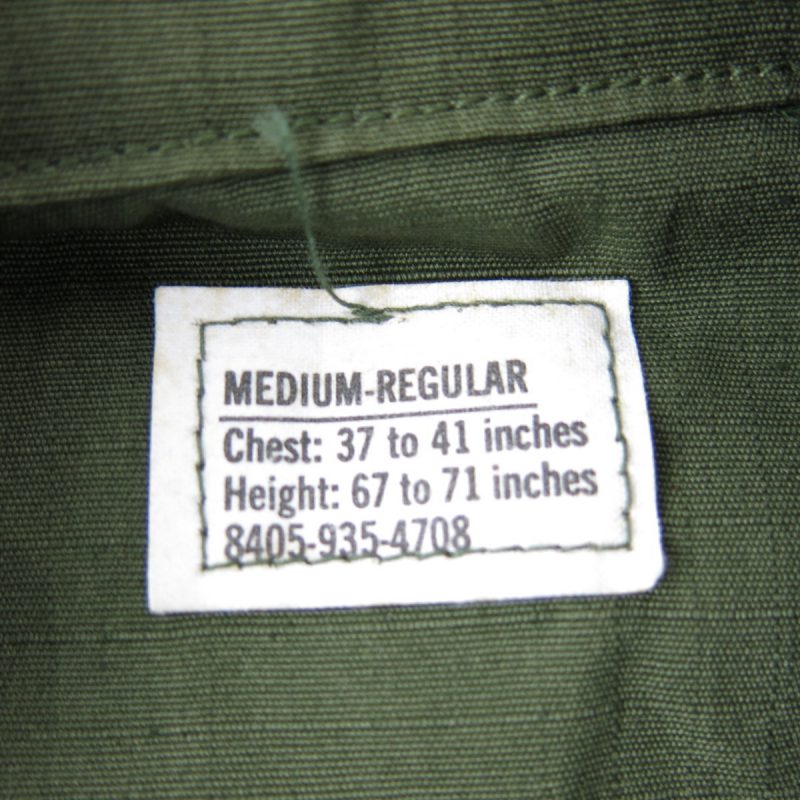 MEDIUM-REGULAR
Chest: 37 to 41 inches
Height: 67 to 71 inches
8405-935-4708